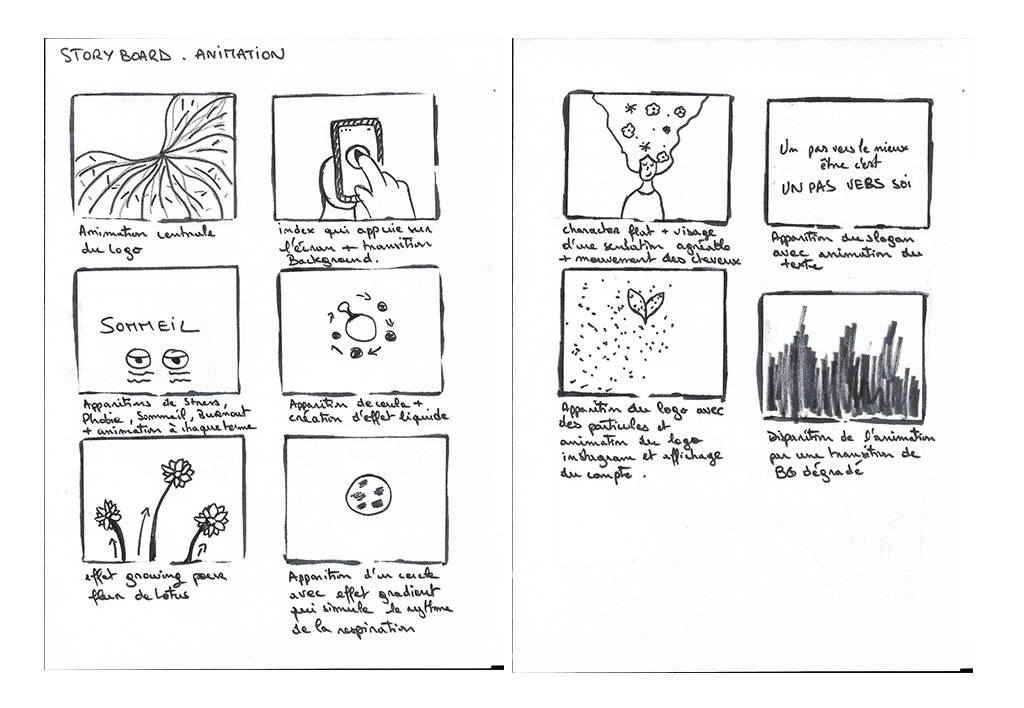 STORY BOARD . ANIMATION
Animation centrale
du Logo
index qui appuie sur
l'écran + transition
Background.
SOMMEIL
Apparitions de Stress,
Phobie, Sommeil, Burnout
+ animation à chaque terme
Apparition de cercle +
création d'effet liquide
effet growing pour
fleur de Lotus
Apparition d'un cercle
avec effet gradient
qui simule le rythme
de la respiration
character flat + visage
d'une sensation agréable
+ mouvement des cheveux
Un pas vers le mieux
être c'est
UN PAS VERS SOI
Apparition du slogan
avec animation du
texte
Apparition du logo avec
des particules et
animation du logo
instagram et affichage
du compte .
Disparition de l'animation
par une transition de
BG dégradé